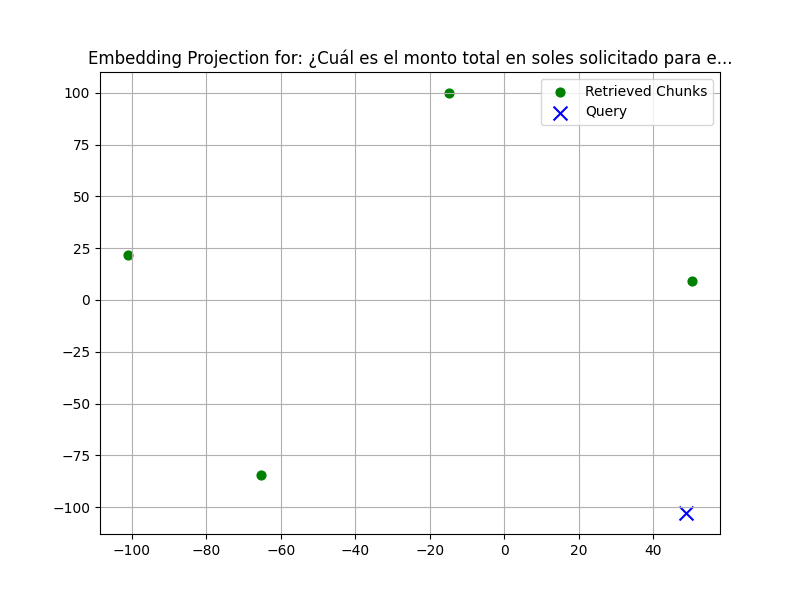 Embedding Projection for: ¿Cuál es el monto total en soles solicitado para e...
Retrieved Chunks
Query
100
75
50
25
0
−25
−50
−75
−100
−100 −80 −60 −40 −20 0 20 40